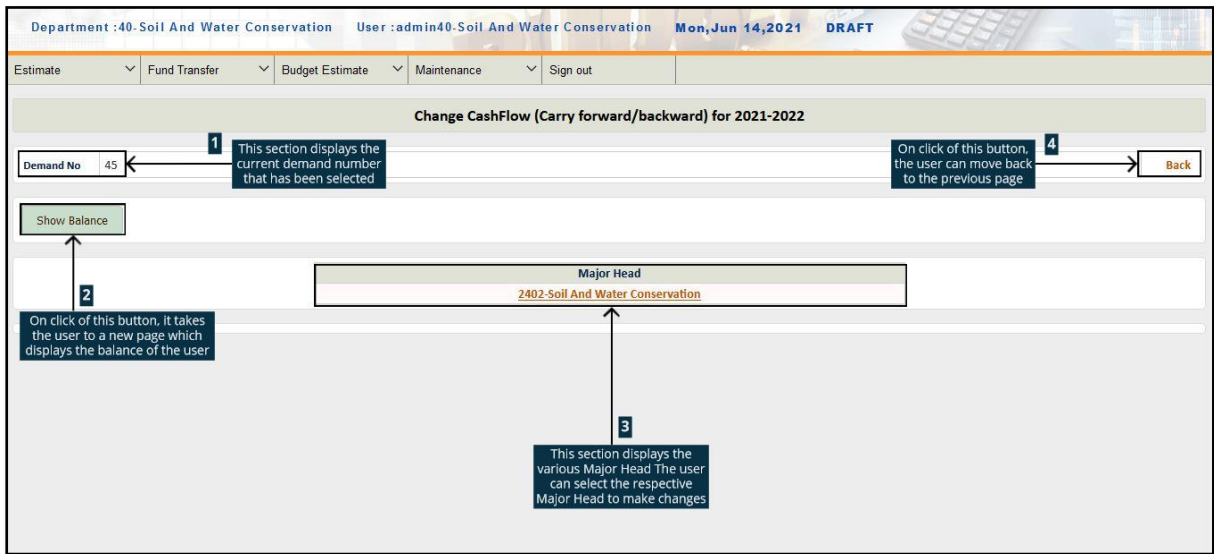 Department :40-Soil And Water Conservation User :admin40-Soil And Water Conservation Mon,Jun 14,2021 DRAFT
Estimate Fund Transfer Budget Estimate Maintenance Sign out
Change CashFlow (Carry forward/backward) for 2021-2022
Demand No 45
1
This section displays the
current demand number
that has been selected
4
On click of this button,
the user can move back
to the previous page
Back
Show Balance
2
On click of this button, it takes
the user to a new page which
displays the balance of the user
Major Head
2402-Soil And Water Conservation
3
This section displays the
various Major Head The user
can select the respective
Major Head to make changes